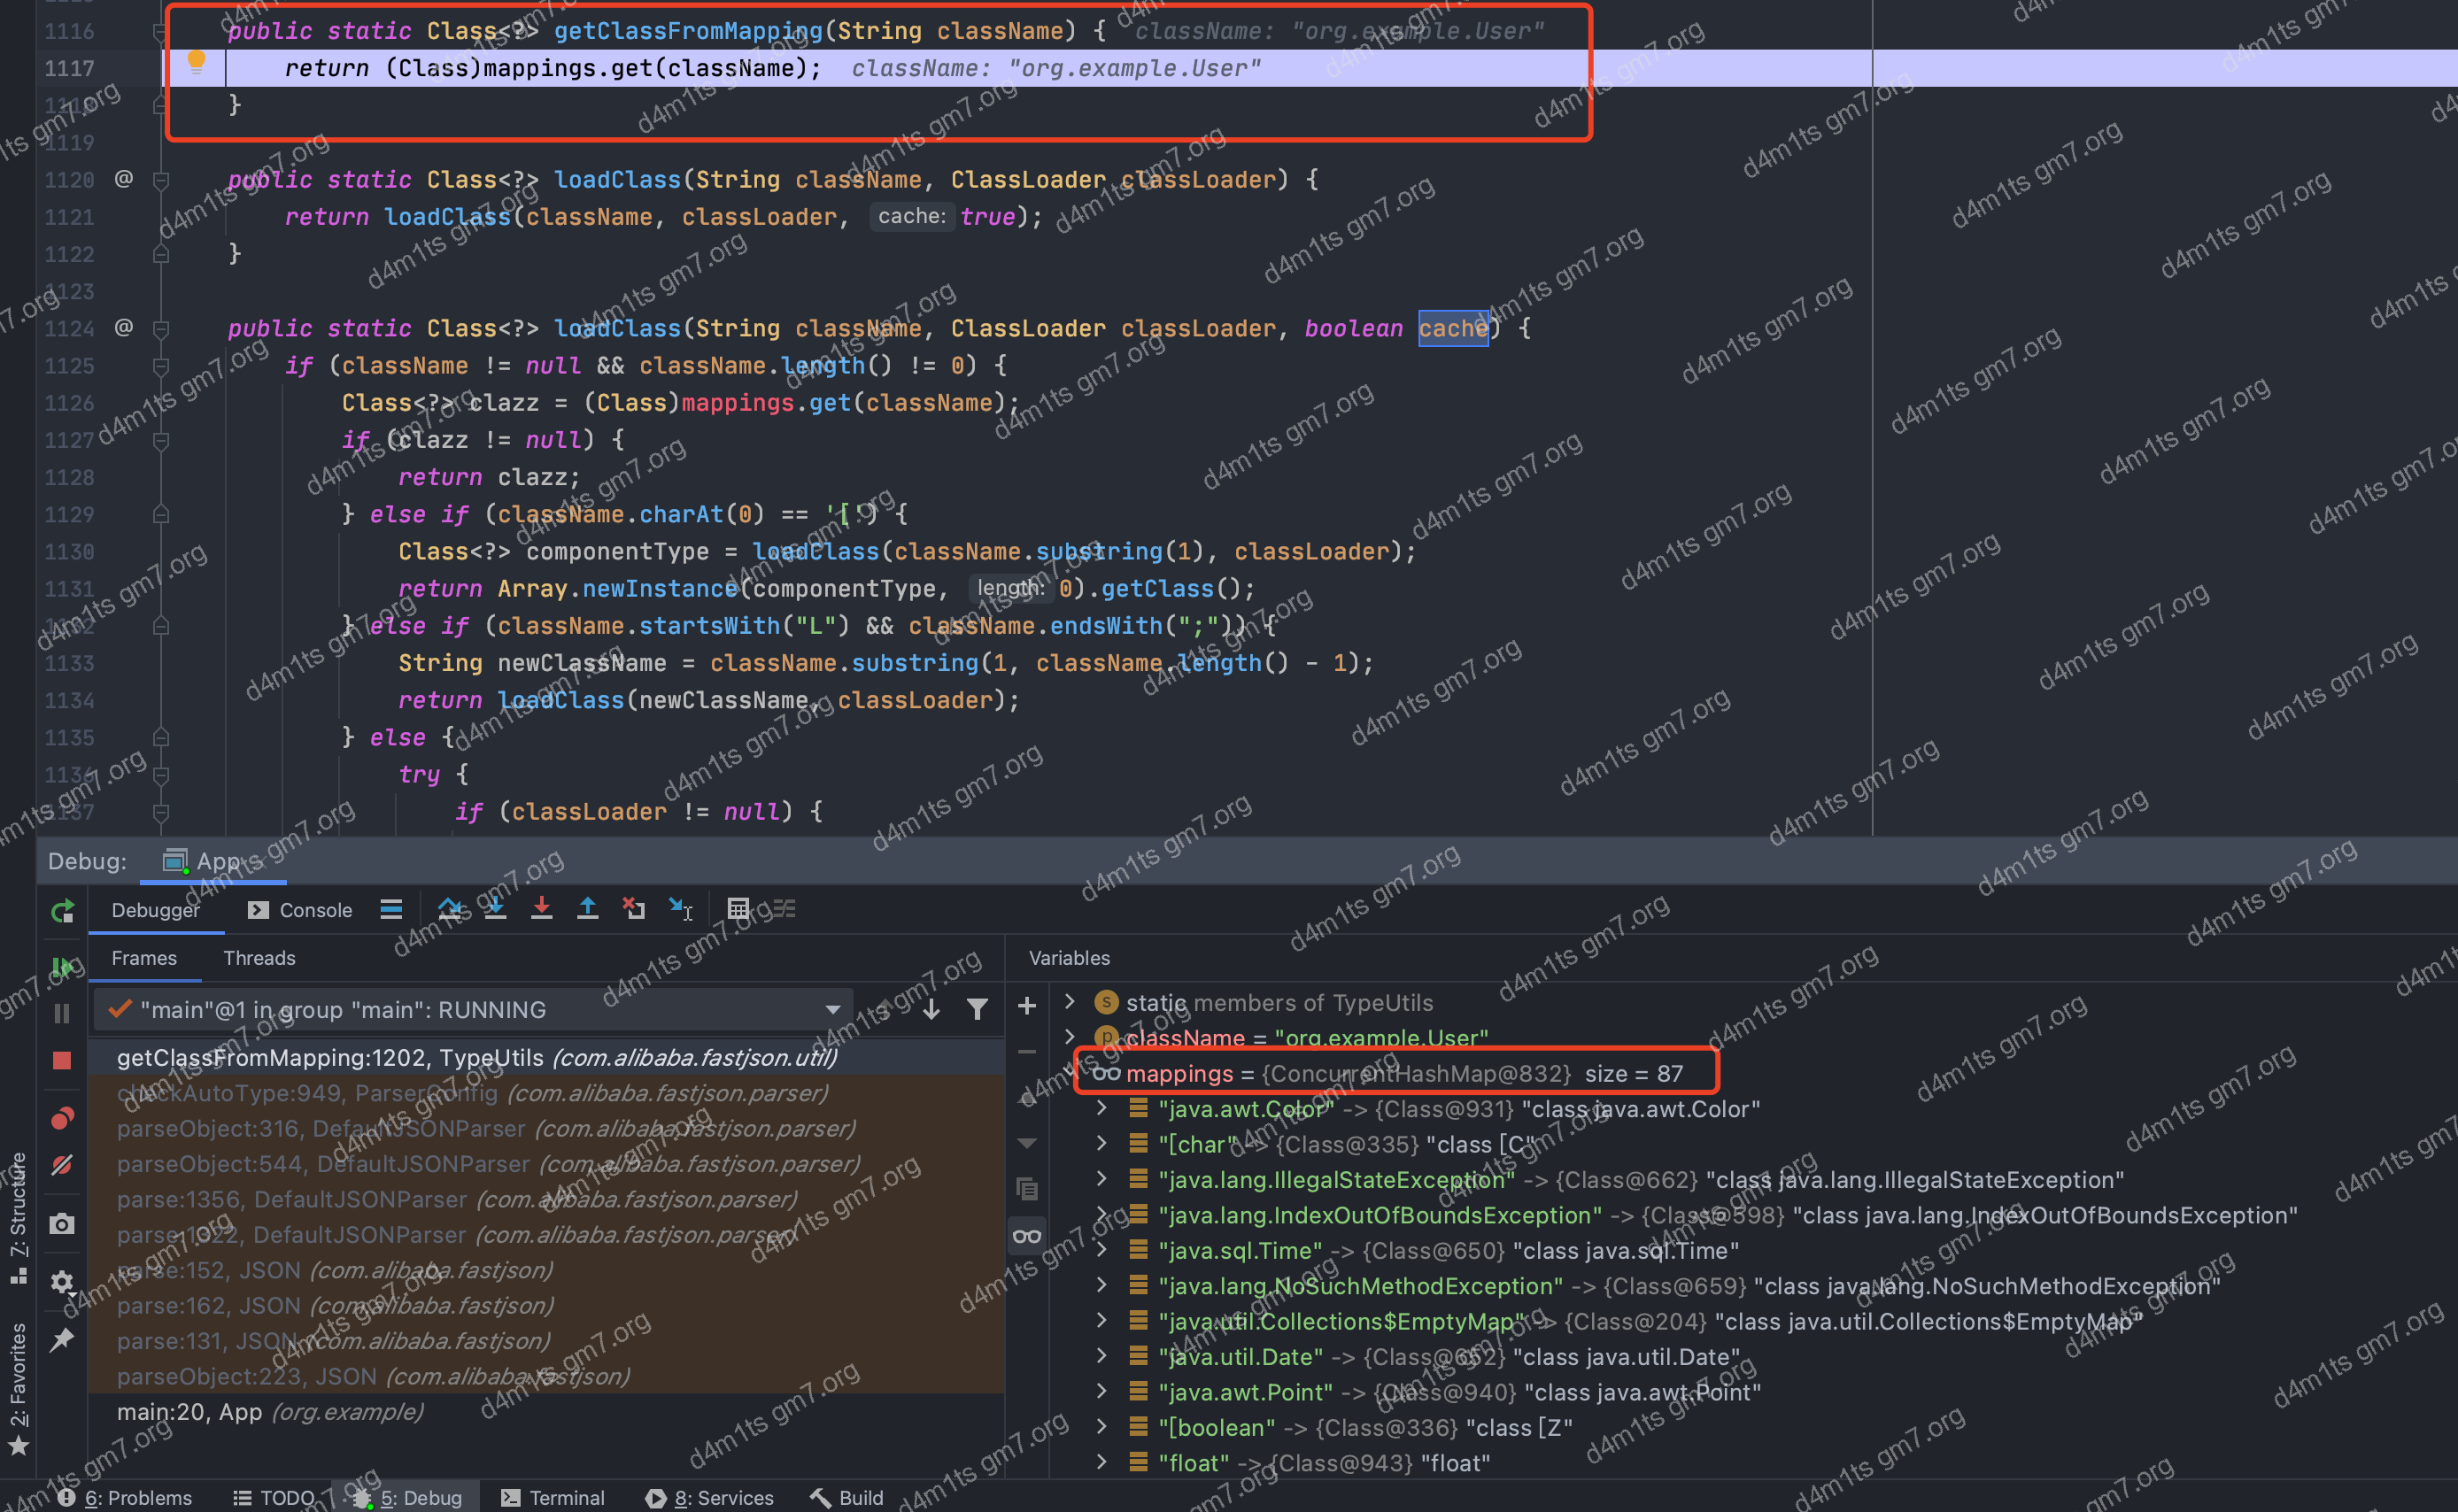 1116 public static Class<?> getClassFromMapping(String className) { className: "org.example.User"
1117 return (Class)mappings.get(className); className: "org.example.User"
1118 }
1119
1120 @ public static Class<?> loadClass(String className, ClassLoader classLoader) {
1121 return loadClass(className, classLoader, cache: true);
1122 }
1123
1124 @ public static Class<?> loadClass(String className, ClassLoader classLoader, boolean cache) {
1125 if (className != null && className.length() != 0) {
1126 Class<?> clazz = (Class)mappings.get(className);
1127 if (clazz != null) {
1128 return clazz;
1129 } else if (className.charAt(0) == '[') {
1130 Class<?> componentType = loadClass(className.substring(1), classLoader);
1131 return Array.newInstance(componentType, length: 0).getClass();
1132 } else if (className.startsWith("L") && className.endsWith(";")) {
1133 String newClassName = className.substring(1, className.length() - 1);
1134 return loadClass(newClassName, classLoader);
1135 } else {
1136 try {
1137 if (classLoader != null) {
Debug: App
Debugger Console
Frames Threads
"main"@1 in group "main": RUNNING
getClassFromMapping:1202, TypeUtils (com.alibaba.fastjson.util)
checkAutoType:949, ParserConfig (com.alibaba.fastjson.parser)
parseObject:316, DefaultJSONParser (com.alibaba.fastjson.parser)
parseObject:544, DefaultJSONParser (com.alibaba.fastjson.parser)
parse:1356, DefaultJSONParser (com.alibaba.fastjson.parser)
parse:1322, DefaultJSONParser (com.alibaba.fastjson.parser)
parse:152, JSON (com.alibaba.fastjson)
parse:162, JSON (com.alibaba.fastjson)
parse:131, JSON (com.alibaba.fastjson)
parseObject:223, JSON (com.alibaba.fastjson)
main:20, App (org.example)
Variables
static members of TypeUtils
className = "org.example.User"
mappings = {ConcurrentHashMap@832} size = 87
"java.awt.Color" -> {Class@931} "class java.awt.Color"
"[char" -> {Class@335} "class [C"
"java.lang.IllegalStateException" -> {Class@662} "class java.lang.IllegalStateException"
"java.lang.IndexOutOfBoundsException" -> {Class@598} "class java.lang.IndexOutOfBoundsException"
"java.sql.Time" -> {Class@650} "class java.sql.Time"
"java.lang.NoSuchMethodException" -> {Class@659} "class java.lang.NoSuchMethodException"
"java.util.Collections$EmptyMap" -> {Class@204} "class java.util.Collections$EmptyMap"
"java.util.Date" -> {Class@652} "class java.util.Date"
"java.awt.Point" -> {Class@940} "class java.awt.Point"
"[boolean" -> {Class@336} "class [Z"
"float" -> {Class@943} "float"
7: Structure
2: Favorites
6: Problems TODO 5: Debug Terminal 8: Services Build
d4m1ts gm7.org